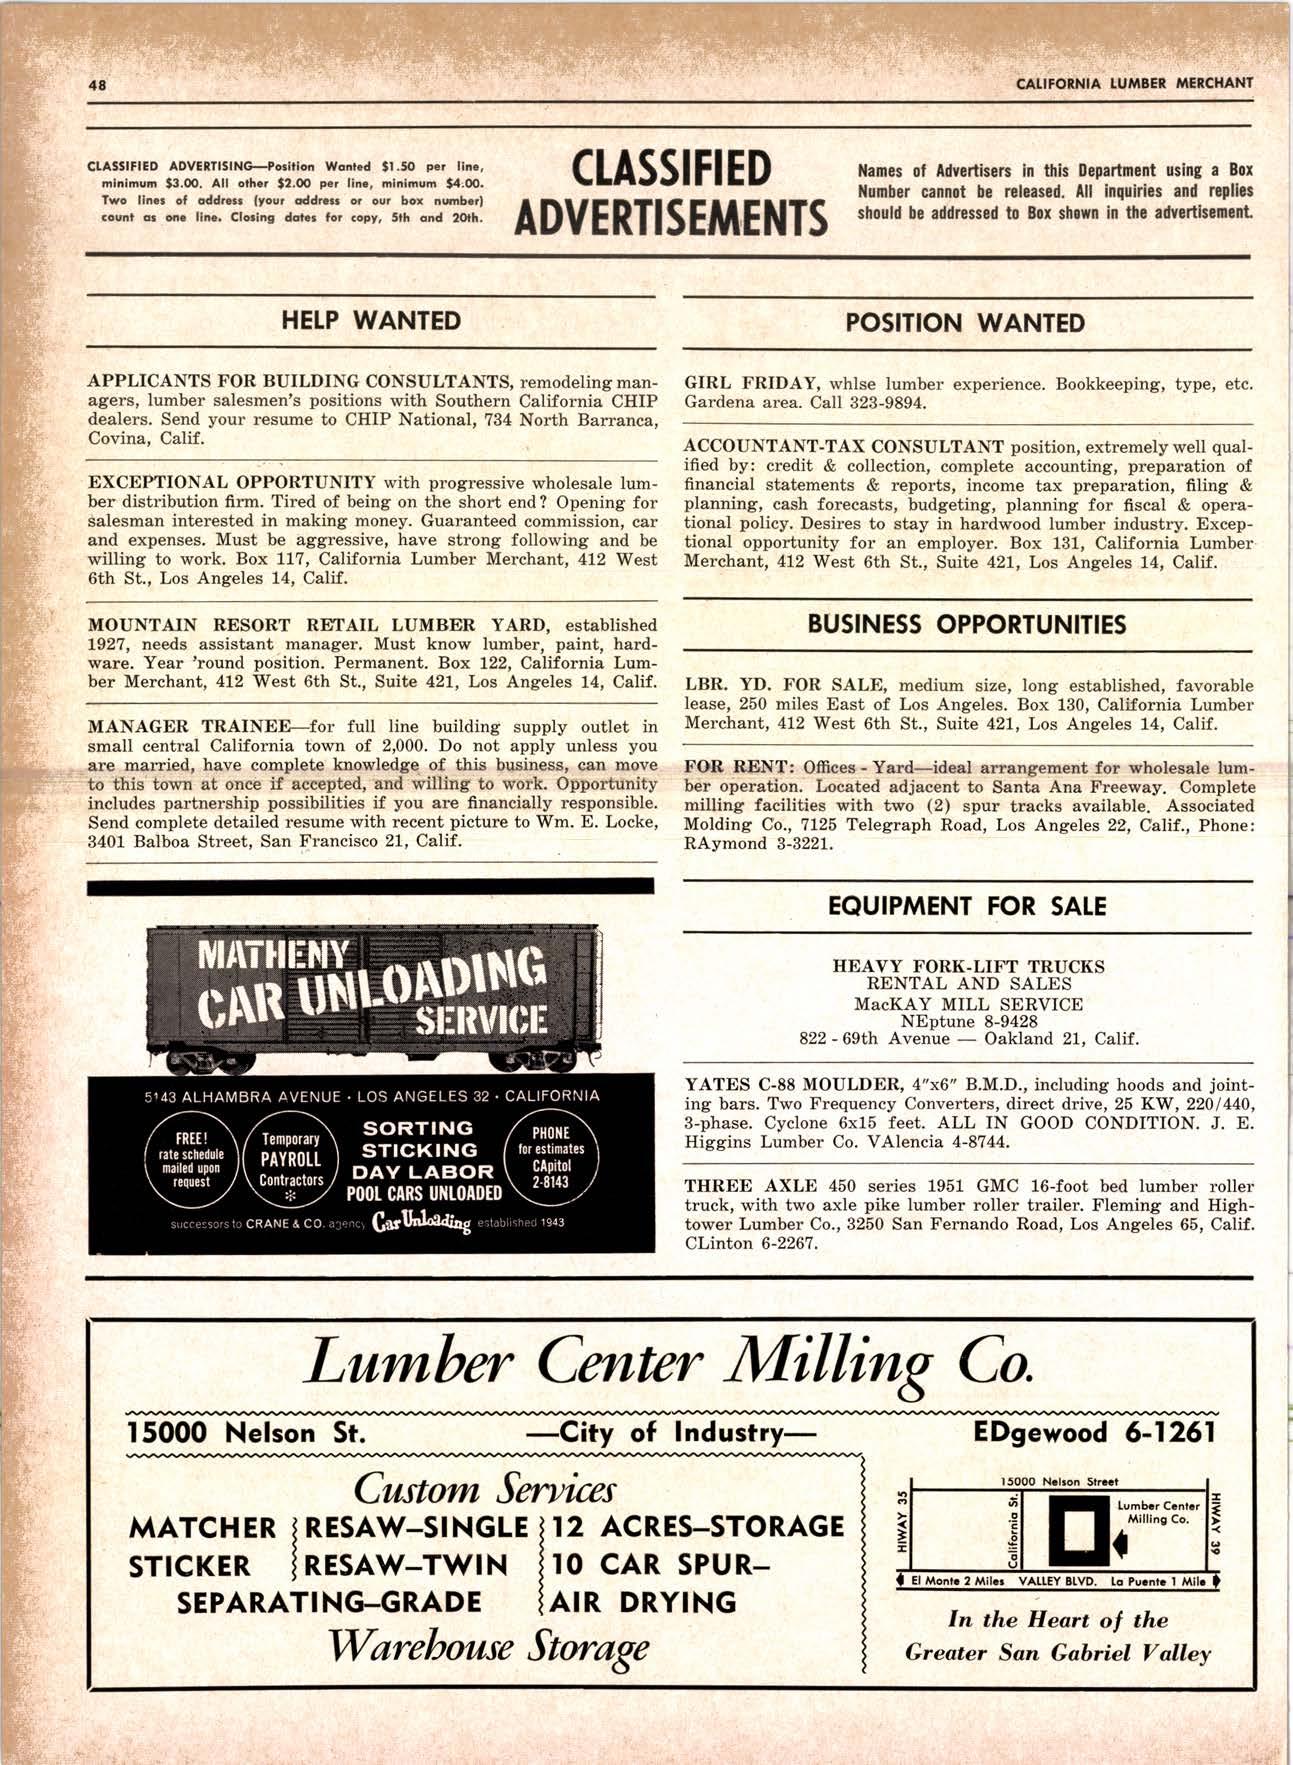 48
CALIFORNIA LUMBER MERCHANT
CLASSIFIED ADVERTISING—Position Wanted $1.50 per line,
minimum $3.00. All other $2.00 per line, minimum $4.00.
Two lines of address (your address or our box number)
count as one line. Closing dates for copy, 5th and 20th.
CLASSIFIED
ADVERTISEMENTS
Names of Advertisers in this Department using a Box
Number cannot be released. All inquiries and replies
should be addressed to Box shown in the advertisement.
HELP WANTED
APPLICANTS FOR BUILDING CONSULTANTS, remodeling man-
agers, lumber salesmen's positions with Southern California CHIP
dealers. Send your resume to CHIP National, 734 North Barranca,
Covina, Calif.
EXCEPTIONAL OPPORTUNITY with progressive wholesale lum-
ber distribution firm. Tired of being on the short end? Opening for
salesman interested in making money. Guaranteed commission, car
and expenses. Must be aggressive, have strong following and be
willing to work. Box 117, California Lumber Merchant, 412 West
6th St., Los Angeles 14, Calif.
MOUNTAIN RESORT RETAIL LUMBER YARD, established
1927, needs assistant manager. Must know lumber, paint, hard-
ware. Year 'round position. Permanent. Box 122, California Lum-
ber Merchant, 412 West 6th St., Suite 421, Los Angeles 14, Calif.
MANAGER TRAINEE—for full line building supply outlet in
small central California town of 2,000. Do not apply unless you
are married, have complete knowledge of this business, can move
to this town at once if accepted, and willing to work. Opportunity
includes partnership possibilities if you are financially responsible.
Send complete detailed resume with recent picture to Wm. E. Locke,
3401 Balboa Street, San Francisco 21, Calif.
MATHENY
CAR UNLOADING
SERVICE
5143 ALHAMBRA AVENUE · LOS ANGELES 32 · CALIFORNIA
FREE!
rate schedule
mailed upon
request
Temporary
PAYROLL
Contractors
*
SORTING
STICKING
DAY LABOR
POOL CARS UNLOADED
PHONE
for estimates
CApitol
2-8143
successors to CRANE & CO. agency Car Unloading established 1943
POSITION WANTED
GIRL FRIDAY, whlse lumber experience. Bookkeeping, type, etc.
Gardena area. Call 323-9894.
ACCOUNTANT-TAX CONSULTANT position, extremely well qual-
ified by: credit & collection, complete accounting, preparation of
financial statements & reports, income tax preparation, filing &
planning, cash forecasts, budgeting, planning for fiscal & opera-
tional policy. Desires to stay in hardwood lumber industry. Excep-
tional opportunity for an employer. Box 131, California Lumber
Merchant, 412 West 6th St., Suite 421, Los Angeles 14, Calif.
BUSINESS OPPORTUNITIES
LBR. YD. FOR SALE, medium size, long established, favorable
lease, 250 miles East of Los Angeles. Box 130, California Lumber
Merchant, 412 West 6th St., Suite 421, Los Angeles 14, Calif.
FOR RENT: Offices - Yard—ideal arrangement for wholesale lum-
ber operation. Located adjacent to Santa Ana Freeway. Complete
milling facilities with two (2) spur tracks available. Associated
Molding Co., 7125 Telegraph Road, Los Angeles 22, Calif., Phone:
RAymond 3-3221.
EQUIPMENT FOR SALE
HEAVY FORK-LIFT TRUCKS
RENTAL AND SALES
MacKAY MILL SERVICE
NEptune 8-9428
822 - 69th Avenue — Oakland 21, Calif.
YATES C-88 MOULDER, 4"x6" B.M.D., including hoods and joint-
ing bars. Two Frequency Converters, direct drive, 25 KW, 220/440,
3-phase. Cyclone 6x15 feet. ALL IN GOOD CONDITION. J. E.
Higgins Lumber Co. VAlencia 4-8744.
THREE AXLE 450 series 1951 GMC 16-foot bed lumber roller
truck, with two axle pike lumber roller trailer. Fleming and High-
tower Lumber Co., 3250 San Fernando Road, Los Angeles 65, Calif.
CLinton 6-2267.
Lumber Center Milling Co.
15000 Nelson St. —City of Industry— EDgewood 6-1261
Custom Services
MATCHER RESAW—SINGLE 12 ACRES—STORAGE
STICKER RESAW—TWIN 10 CAR SPUR—
SEPARATING—GRADE AIR DRYING
Warehouse Storage
15000 Nelson Street
HIWAY 35
California St.
Lumber Center
Milling Co.
HIWAY 39
El Monte 2 Miles VALLEY BLVD. La Puente 1 Mile
In the Heart of the
Greater San Gabriel Valley